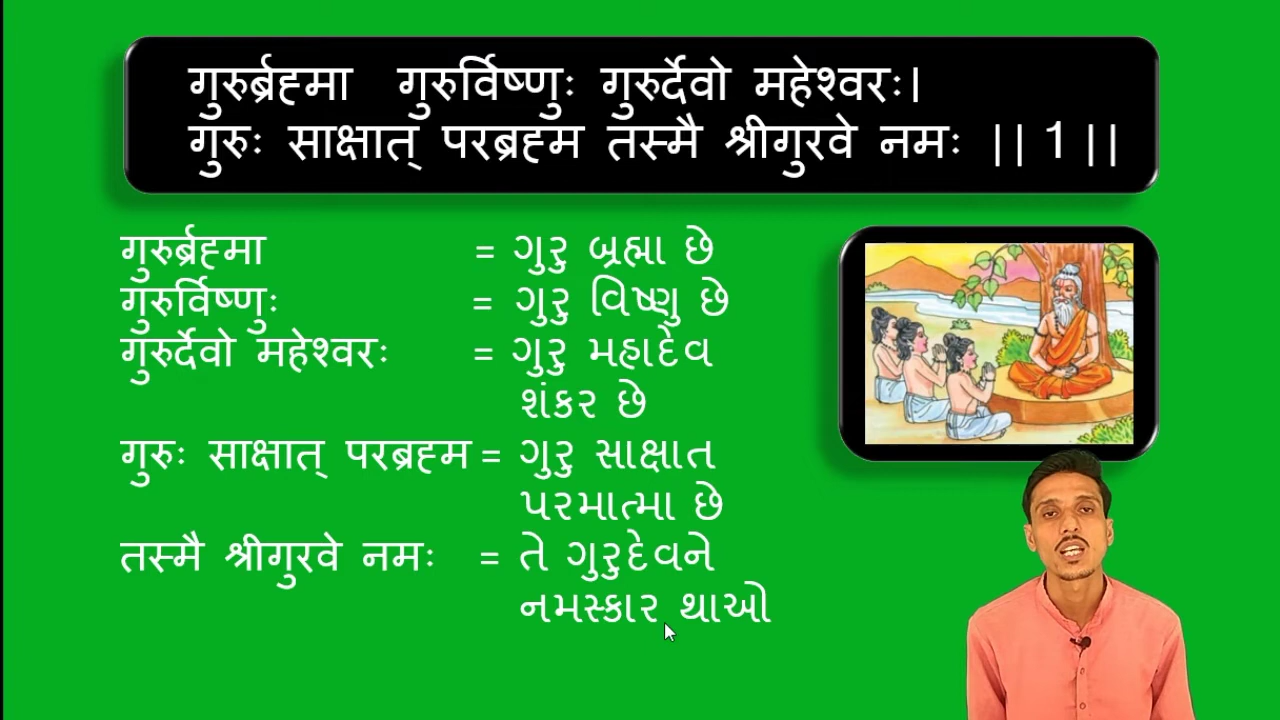 गुरुर्ब्रह्मा गुरुर्विष्णुः गुरुर्देवो महेश्वरः।
गुरुः साक्षात् परब्रह्म तस्मै श्रीगुरवे नमः || 1 ||
गुरुर्ब्रह्मा = ગુરુ બ્રહ્મા છે
गुरुर्विष्णुः = ગુરુ વિષ્ણુ છે
गुरुर्देवो महेश्वरः = ગુરુ મહાદેવ
શંકર છે
गुरुः साक्षात् परब्रह्म = ગુરુ સાક્ષાત
પરમાત્મા છે
तस्मै श्रीगुरवे नमः = તે ગુરુદેવને
નમસ્કાર થાઓ